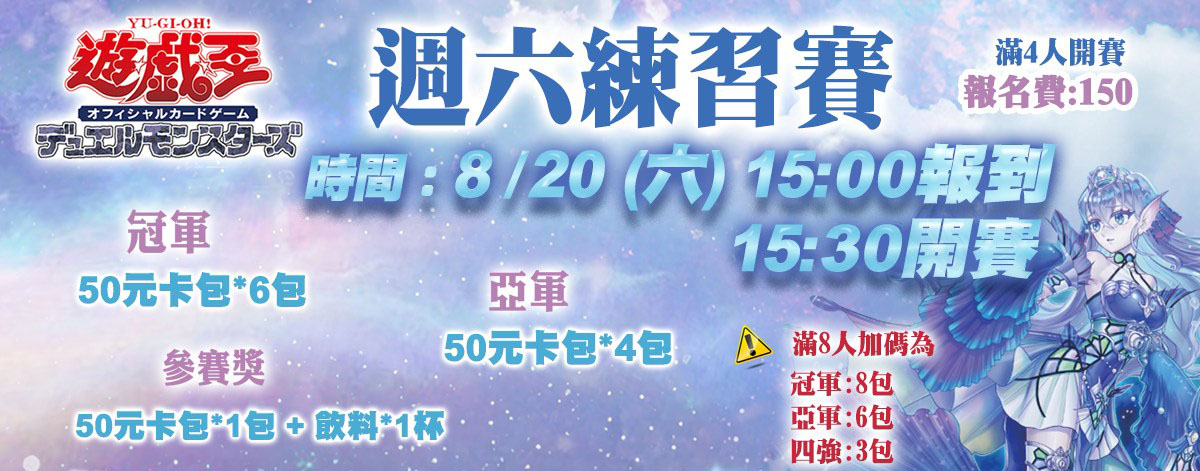 YU-GI-OH!
遊戯王
オフィシャルカードゲーム
デュエルモンスターズ
週六練習賽
滿4人開賽
報名費:150
時間：8/20 (六) 15:00報到
15:30開賽
冠軍
50元卡包*6包
亞軍
50元卡包*4包
參賽獎
50元卡包*1包 + 飲料*1杯
滿8人加碼為
冠軍:8包
亞軍:6包
四強:3包